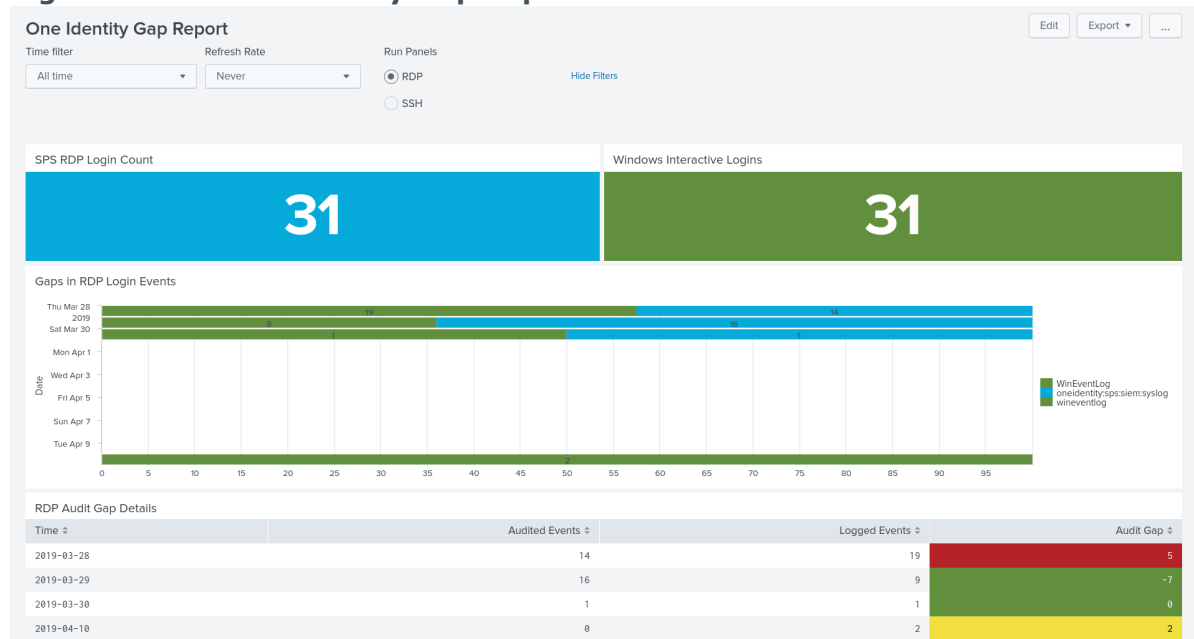 One Identity Gap Report
Edit Export ...
Time filter Refresh Rate Run Panels
All time Never RDP Hide Filters
SSH
SPS RDP Login Count Windows Interactive Logins
31 31
Gaps in RDP Login Events
Thu Mar 28 19 14
2019 9 16
Sat Mar 30 1 1
Mon Apr 1
Wed Apr 3
Fri Apr 5
Sun Apr 7
Tue Apr 9
Date
2
WinEventLog
oneidentity:sps:siem:syslog
wineventlog
0 5 10 15 20 25 30 35 40 45 50 55 60 65 70 75 80 85 90 95
RDP Audit Gap Details
Time Audited Events Logged Events Audit Gap
2019-03-28 14 19 5
2019-03-29 16 9 -7
2019-03-30 1 1 0
2019-04-10 0 2 2